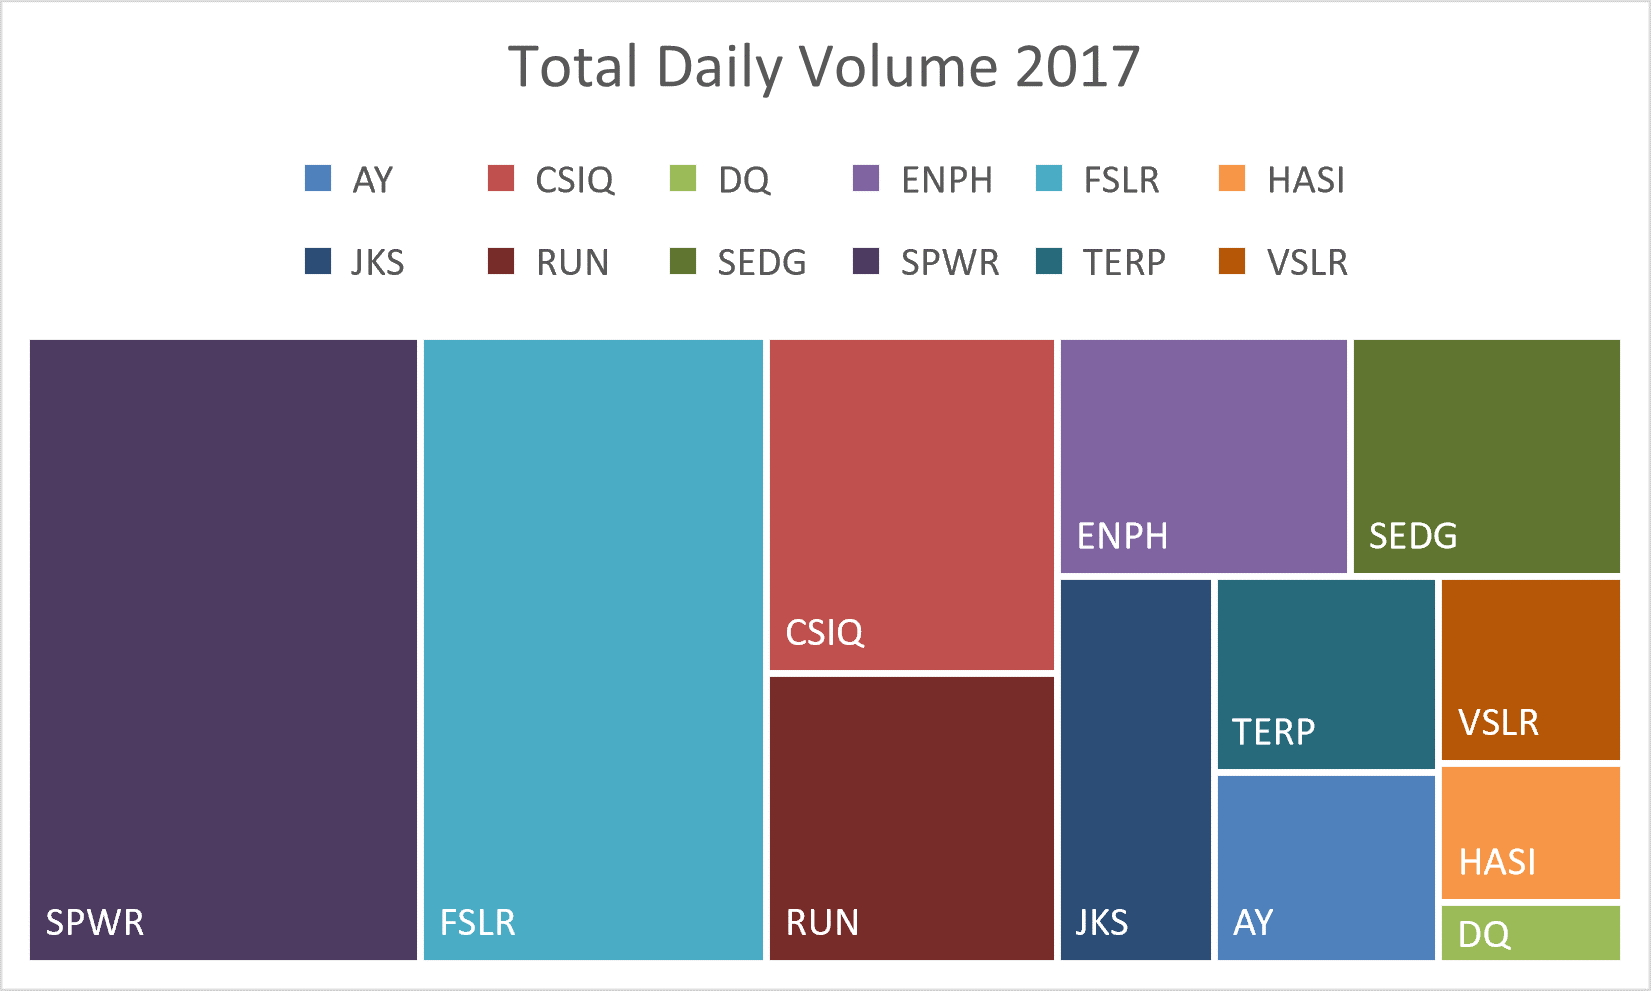 Total Daily Volume 2017
AY CSIQ DQ ENPH FSLR HASI
JKS RUN SEDG SPWR TERP VSLR
SPWR
FSLR
CSIQ
RUN
ENPH
SEDG
JKS
TERP
AY
VSLR
HASI
DQ